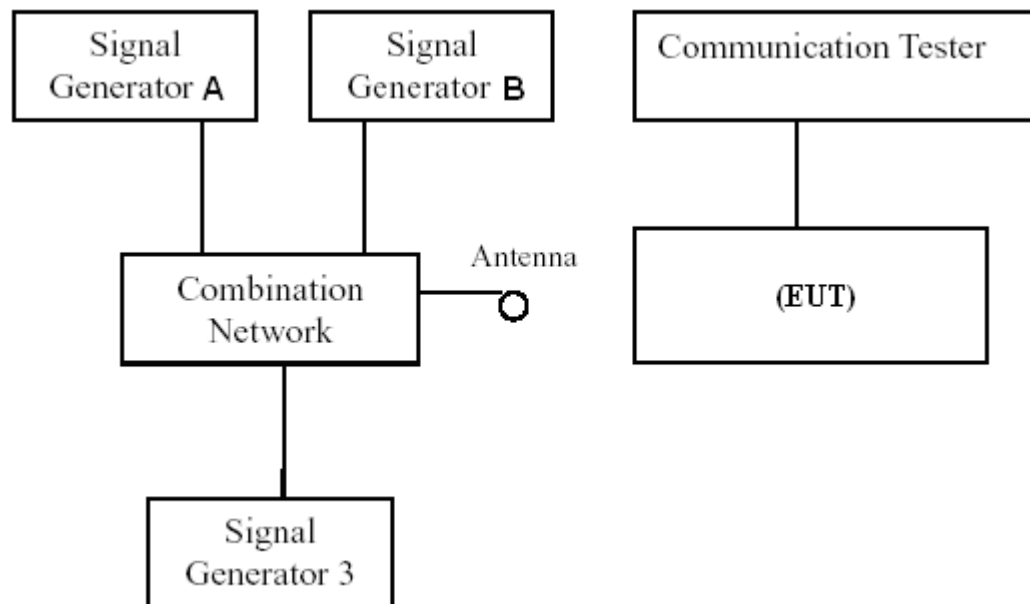 Signal
Generator A
Signal
Generator B
Communication Tester
Antenna
Combination
Network
(EUT)
Signal
Generator 3